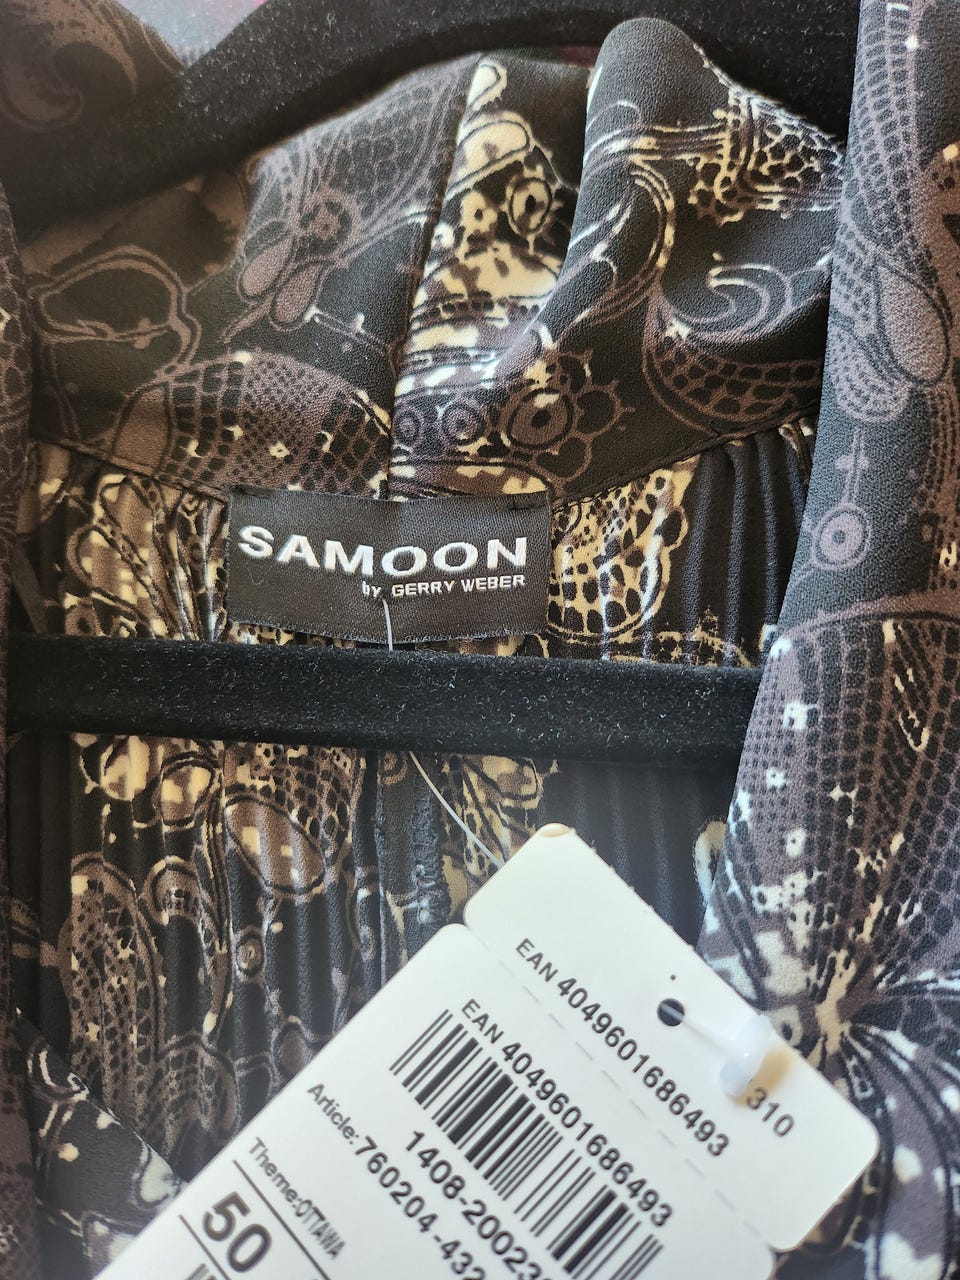 SAMOON
by GERRY WEBER
EAN 4049601686493
310
EAN 4049601686493
1408-20023
Article:760204-432
Theme:OTTAWA
50